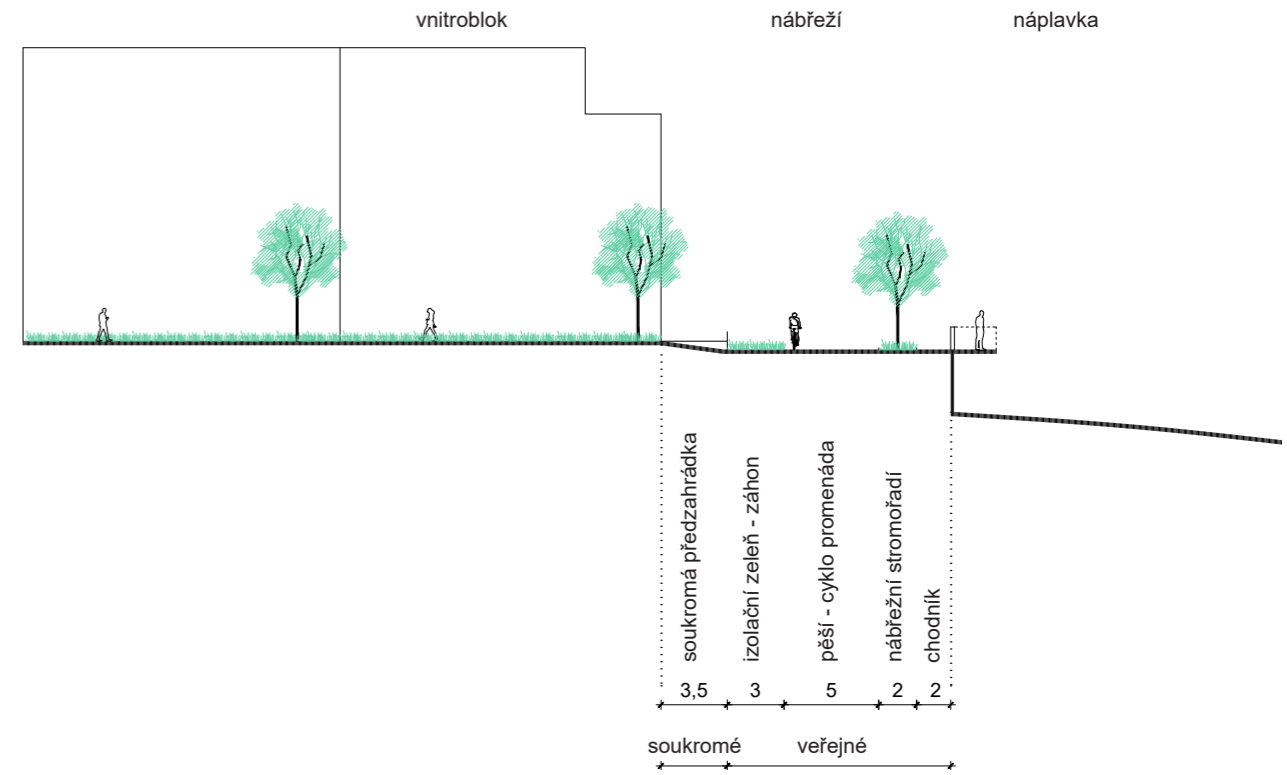 vnitroblok
nábřeží
náplavka
soukromá předzahrádka
izolační zeleň - záhon
pěší - cyklo promenáda
nábřežní stromořadí
chodník
3,5
3
5
2
2
soukromé
veřejné